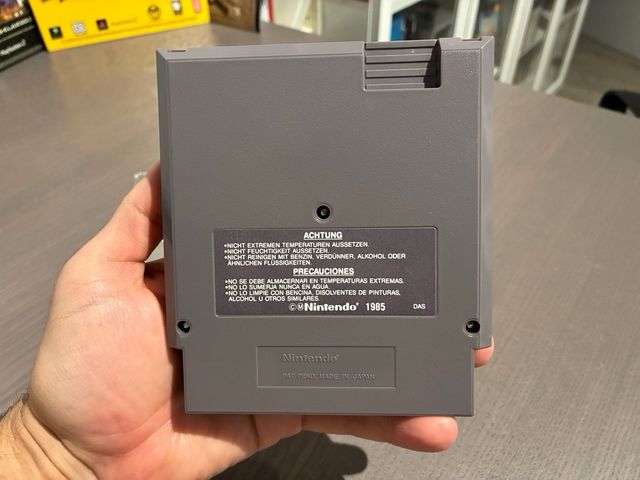 ACHTUNG
•NICHT EXTREMEN TEMPERATUREN AUSSETZEN.
•NICHT FEUCHTIGKEIT AUSSETZEN.
•NICHT REINIGEN MIT BENZIN, VERDÜNNER, ALKOHOL ODER
ÄHNLICHEN FLÜSSIGKEITEN.
PRECAUCIONES
•NO SE DEBE ALMACERNAR EN TEMPERATURAS EXTREMAS.
•NO LO SUMERJA NUNCA EN AGUA.
•NO LO LIMPIE CON BENCINA, DISOLVENTES DE PINTURAS,
ALCOHOL U OTROS SIMILARES.
©ⓂNintendo® 1985 DAS
Nintendo®
PAT. PEND. MADE IN JAPAN